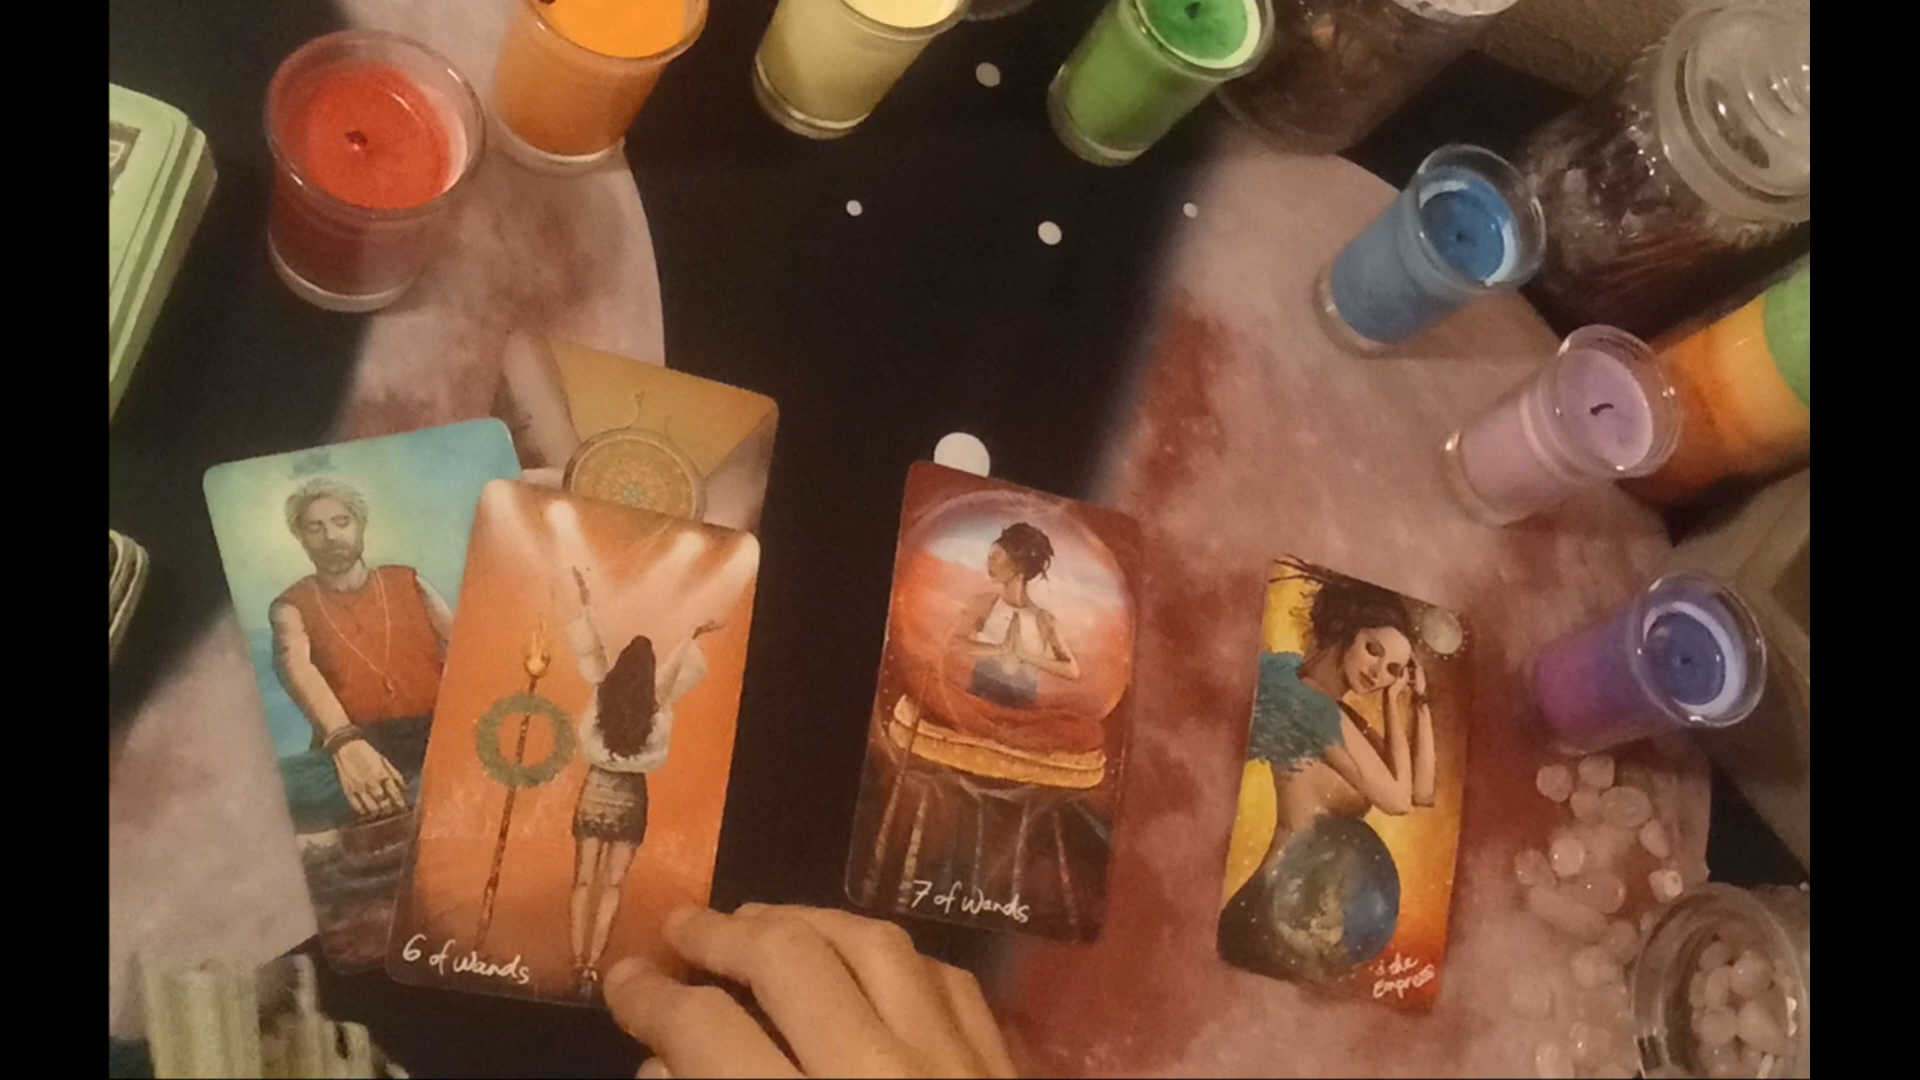 6 of Wands
7 of Wands
the
Empress